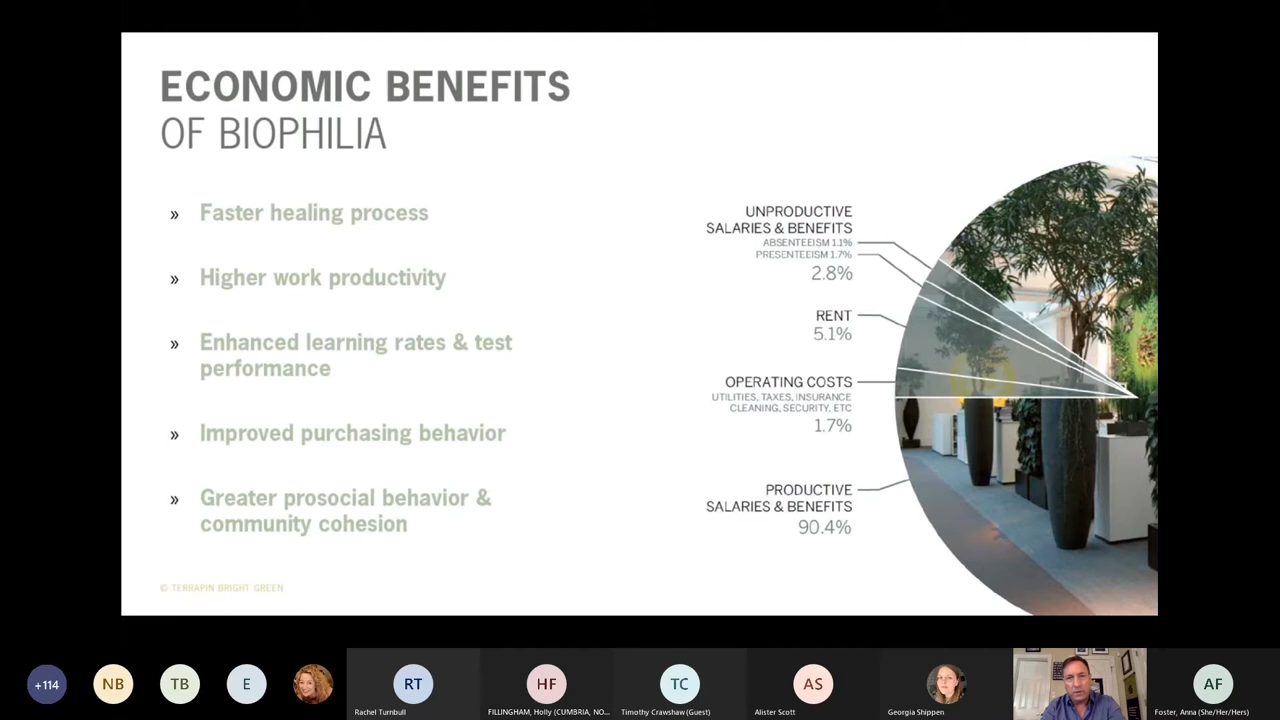 ECONOMIC BENEFITS
OF BIOPHILIA
» Faster healing process
» Higher work productivity
» Enhanced learning rates & test
performance
» Improved purchasing behavior
» Greater prosocial behavior &
community cohesion
© TERRAPIN BRIGHT GREEN
UNPRODUCTIVE
SALARIES & BENEFITS
ABSENTEEISM 1.1%
PRESENTEEISM 1.7%
2.8%
RENT
5.1%
OPERATING COSTS
UTILITIES, TAXES, INSURANCE
CLEANING, SECURITY, ETC
1.7%
PRODUCTIVE
SALARIES & BENEFITS
90.4%
+114
NB
TB
E
RT
HF
TC
AS
AF
Rachel Turnbull
FILLINGHAM, Holly (CUMBRIA, NO...
Timothy Crawshaw (Guest)
Alister Scott
Georgia Shippen
Foster, Anna (She/Her/Hers)